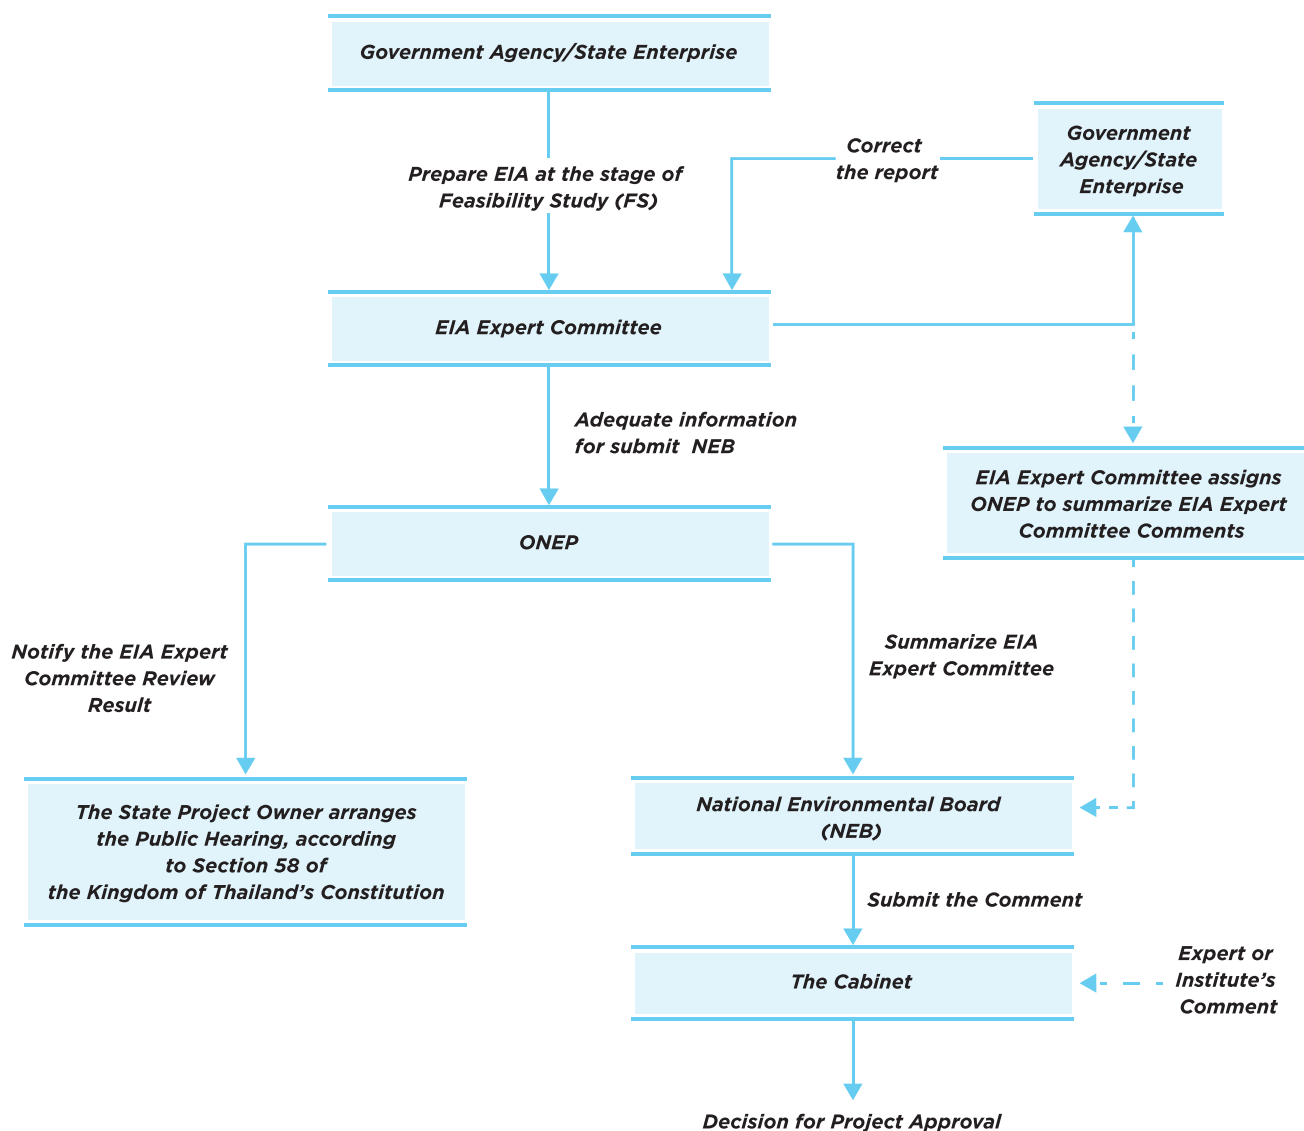 Government Agency/State Enterprise
Government
Agency/State
Enterprise
Correct
the report
Prepare EIA at the stage of
Feasibility Study (FS)
EIA Expert Committee
Adequate information
for submit NEB
EIA Expert Committee assigns
ONEP to summarize EIA Expert
Committee Comments
ONEP
Notify the EIA Expert
Committee Review
Result
Summarize EIA
Expert Committee
The State Project Owner arranges
the Public Hearing, according
to Section 58 of
the Kingdom of Thailand's Constitution
National Environmental Board
(NEB)
Submit the Comment
The Cabinet
Expert or
Institute's
Comment
Decision for Project Approval